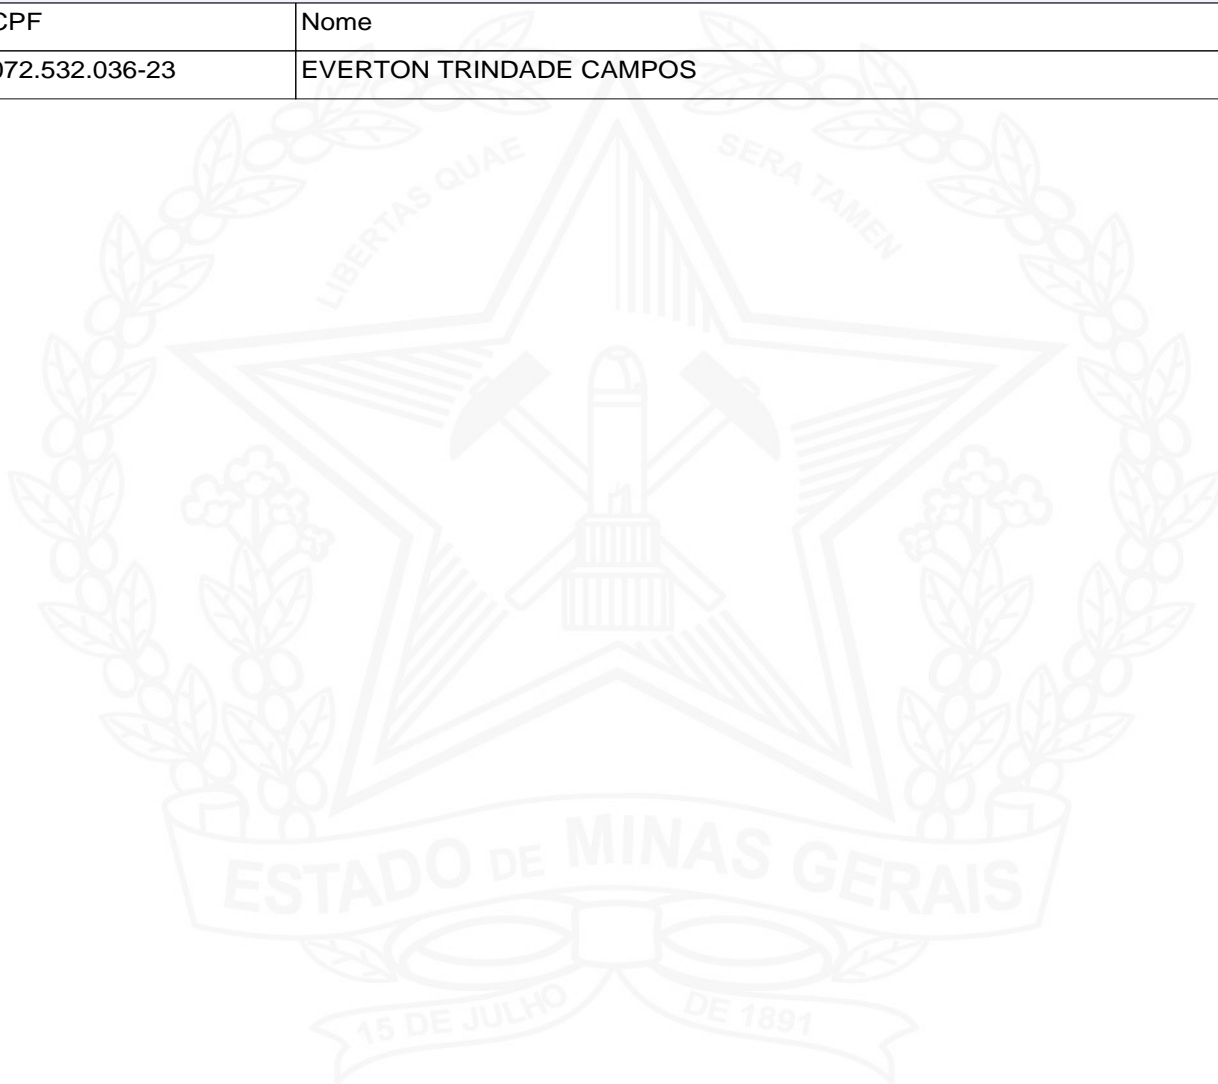 CPF Nome
072.532.036-23 EVERTON TRINDADE CAMPOS
LIBERTAS QUAE SERA TAMEN
ESTADO DE MINAS GERAIS
15 DE JULHO DE 1891